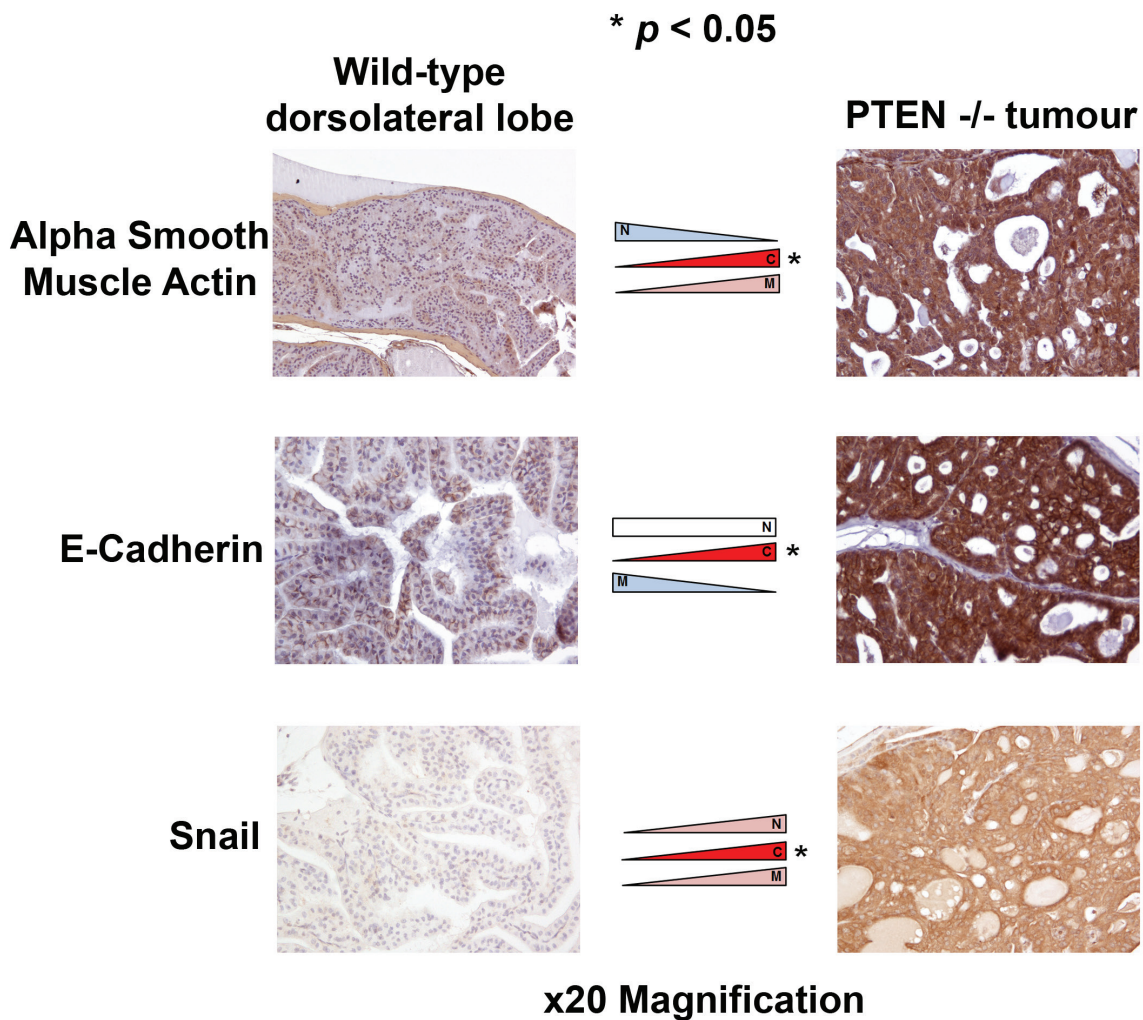 * p < 0.05
Wild-type
dorsolateral lobe
PTEN -/- tumour
Alpha Smooth
Muscle Actin
N
C *
M
E-Cadherin
N
C *
M
Snail
N
C *
M
x20 Magnification